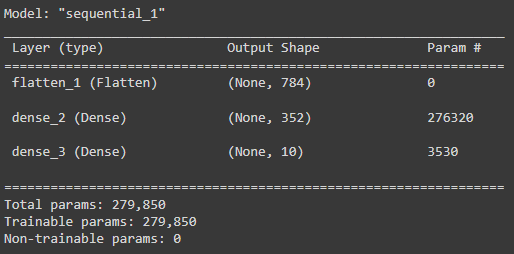 Model: "sequential_1"
_________________________________________________________________
Layer (type) Output Shape Param #
=================================================================
flatten_1 (Flatten) (None, 784) 0
dense_2 (Dense) (None, 352) 276320
dense_3 (Dense) (None, 10) 3530
=================================================================
Total params: 279,850
Trainable params: 279,850
Non-trainable params: 0